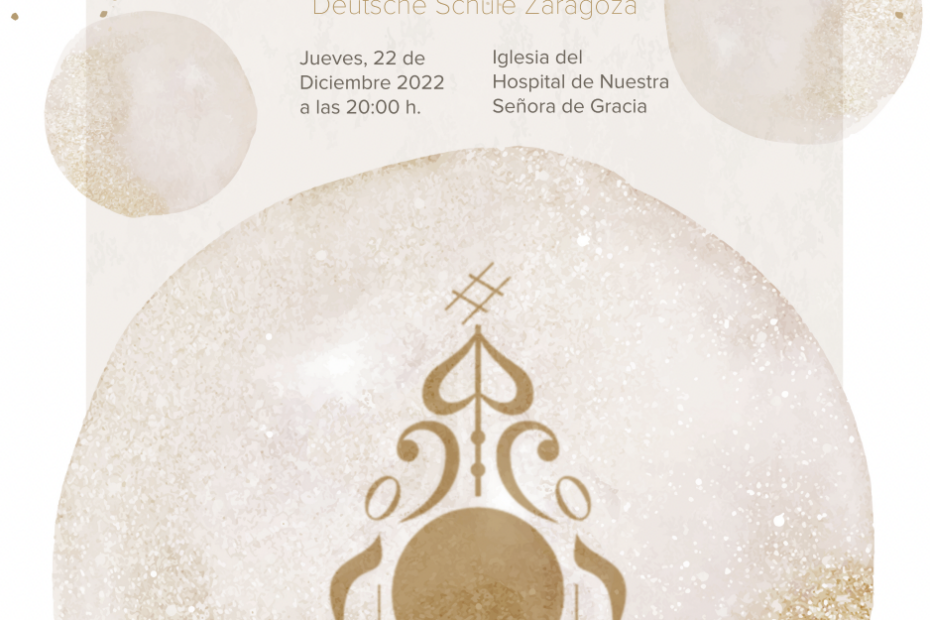 Deutsche Schule Zaragoza
Jueves, 22 de
Diciembre 2022
a las 20:00 h.
Iglesia del
Hospital de Nuestra
Señora de Gracia